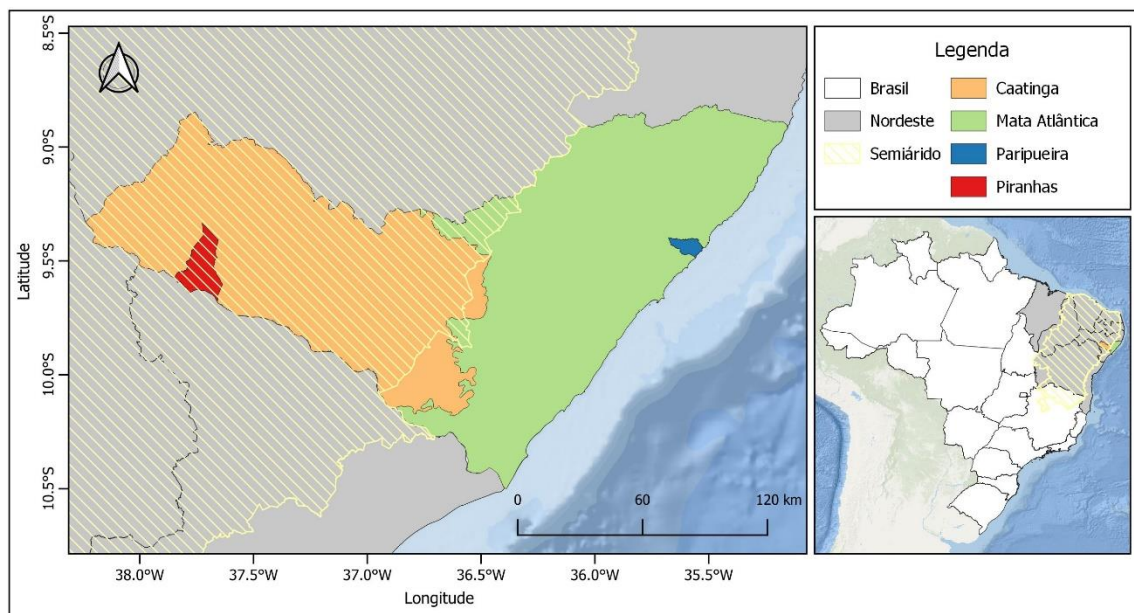 8.5°S
9.0°S
9.5°S
10.0°S
10.5°S
Latitude
0 60 120 km
38.0°W 37.5°W 37.0°W 36.5°W 36.0°W 35.5°W
Longitude
Legenda
Brasil
Nordeste
Semiárido
Caatinga
Mata Atlântica
Paripueira
Piranhas